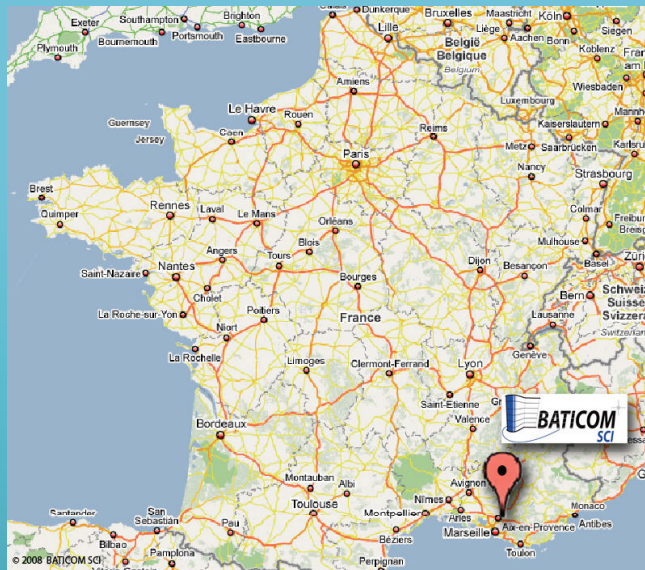 Exeter
Southampton
Brighton
Dunkerque
Bruxelles
Maastricht
Köln
Plymouth
Bournemouth
Portsmouth
Eastbourne
Lille
België
Belgique
Belgium
Liège
Aachen
Bonn
Siegen
Koblenz
Wiesbaden
Amiens
Luxembourg
Guernsey
Jersey
Le Havre
Rouen
Caen
Reims
Kaiserslautern
Saarbrücken
Metz
Paris
Nancy
Strasbourg
Brest
Quimper
Rennes
Laval
Le Mans
Orléans
Colmar
Mulhouse
Basel
Angers
Blois
Tours
Saint-Nazaire
Nantes
Cholet
Bourges
Dijon
Besançon
Bern
La Roche-sur-Yon
Poitiers
Niort
France
Lausanne
La Rochelle
Limoges
Clermont-Ferrand
Genève
Lyon
Saint-Etienne
Valence
BATICOM
SCI
Bordeaux
Montauban
Albi
Avignon
Nîmes
Arles
Monaco
Antibes
Santander
San
Sebastián
Bilbao
Pau
Toulouse
Montpellier
Béziers
Aix-en-Provence
Marseille
Toulon
Pamplona
Perpignan
© 2008 BATICOM SCI